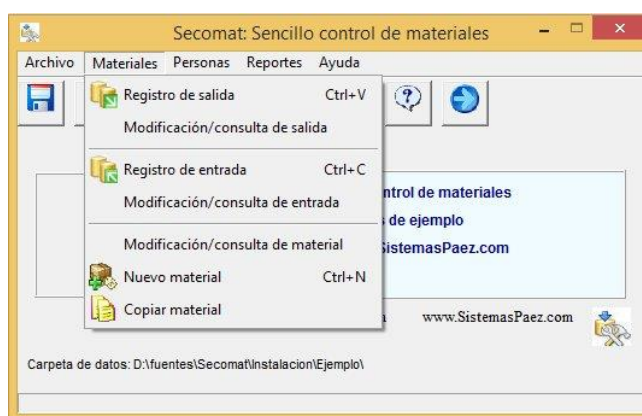 Secomat: Sencillo control de materiales
Archivo Materiales Personas Reportes Ayuda
Registro de salida Ctrl+V
Modificación/consulta de salida
Registro de entrada Ctrl+C
Modificación/consulta de entrada
Modificación/consulta de material
Nuevo material Ctrl+N
Copiar material
ntrol de materiales
de ejemplo
SistemasPaez.com
www.SistemasPaez.com
Carpeta de datos: D:\fuentes\Secomat\Instalacion\Ejemplo\